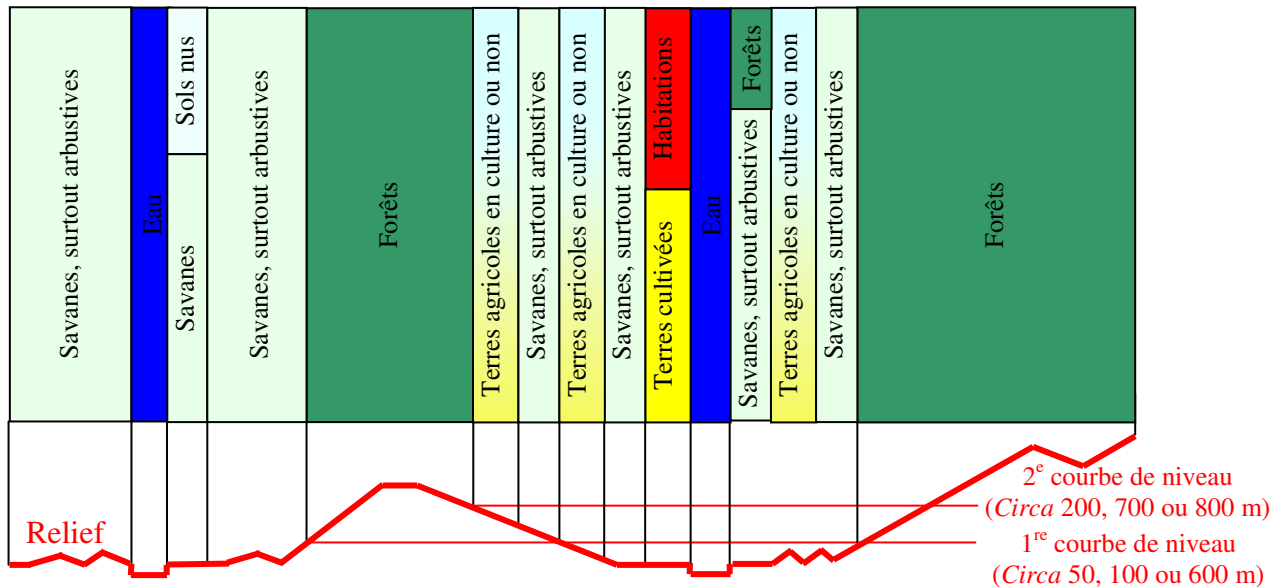 Savanes, surtout arbustives
Eau
Sols nus
Savanes
Savanes, surtout arbustives
Forêts
Terres agricoles en culture ou non
Savanes, surtout arbustives
Terres agricoles en culture ou non
Savanes, surtout arbustives
Habitations
Terres cultivées
Eau
Forêts
Savanes, surtout arbustives
Terres agricoles en culture ou non
Savanes, surtout arbustives
Forêts
Relief
2e courbe de niveau
(Circa 200, 700 ou 800 m)
1re courbe de niveau
(Circa 50, 100 ou 600 m)